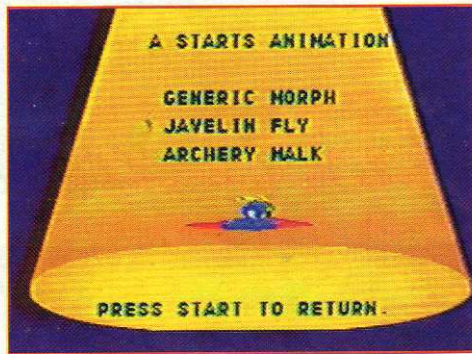 A STARTS ANIMATION
GENERIC MORPH
JAVELIN FLY
ARCHERY WALK
PRESS START TO RETURN.